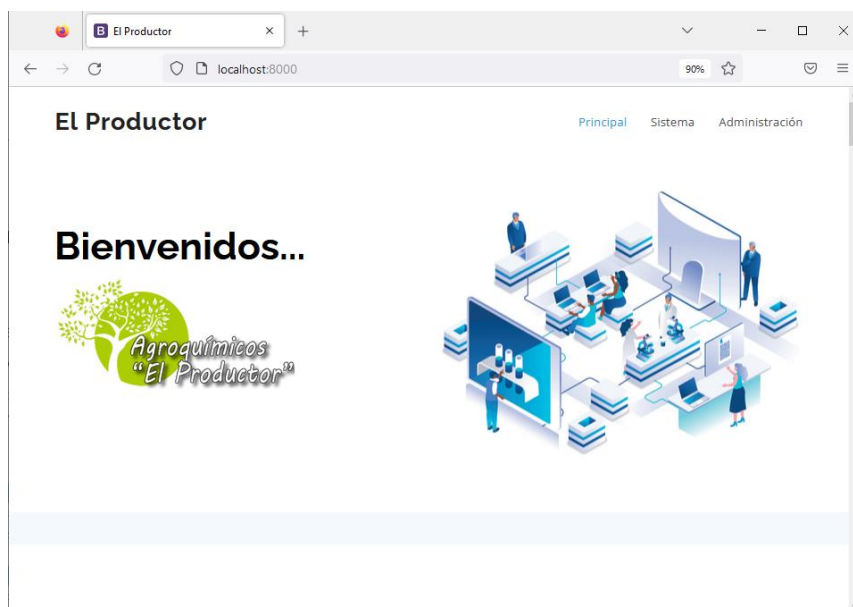 El Productor
localhost:8000
90%
El Productor
Principal Sistema Administración
Bienvenidos...
Agroquímicos
“El Productor”